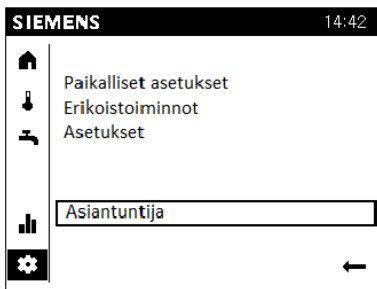 SIEMENS 14:42
Paikalliset asetukset
Erikoistoiminnot
Asetukset
Asiantuntija